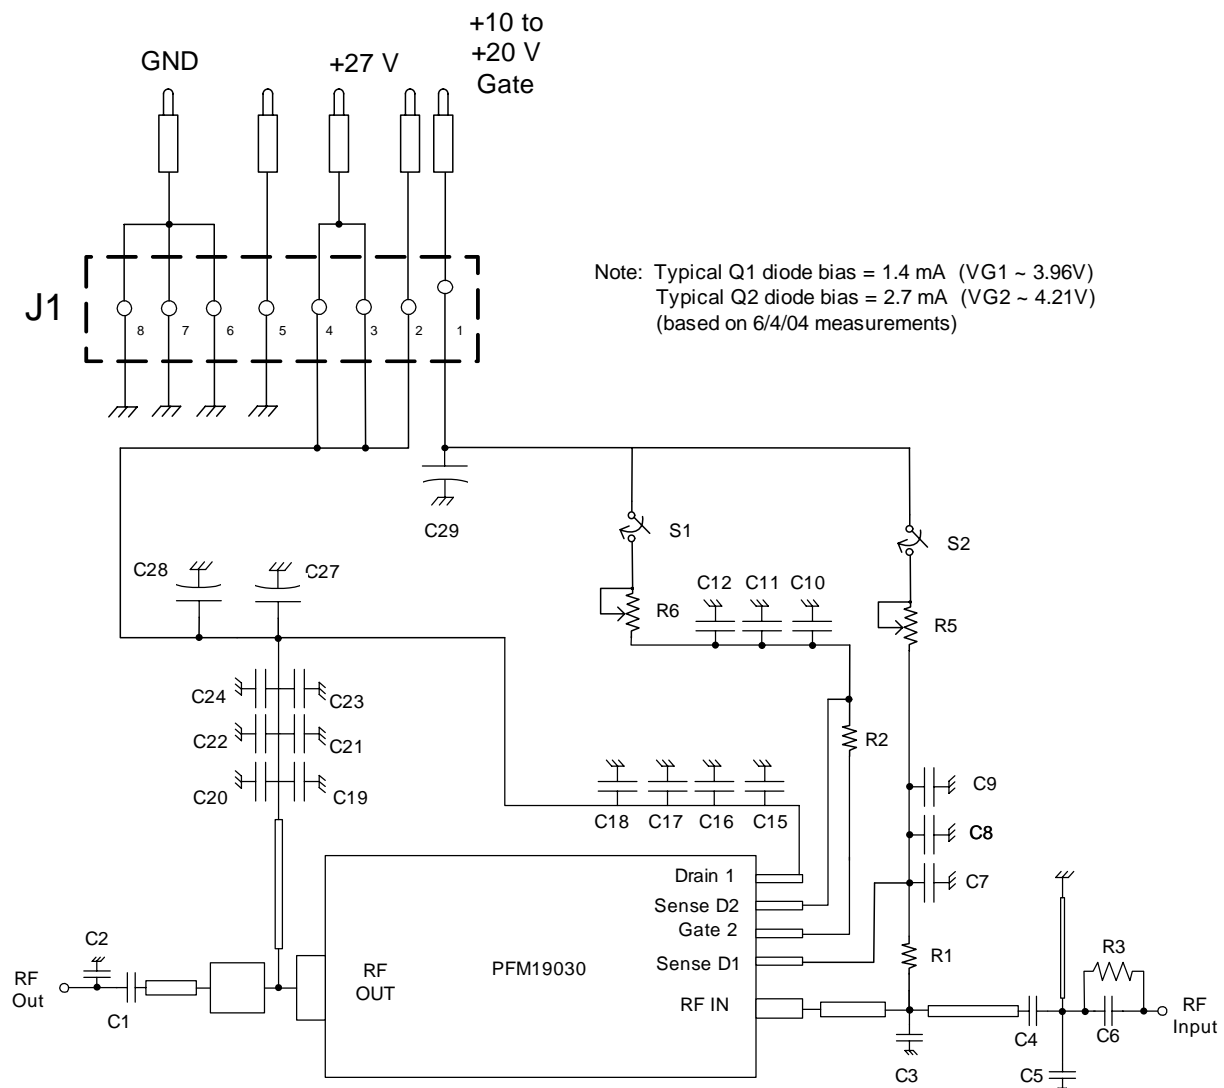 +10 to
+20 V
Gate
GND
+27 V
J1
8 7 6 5 4 3 2 1
Note: Typical Q1 diode bias = 1.4 mA (VG1 ~ 3.96V)
Typical Q2 diode bias = 2.7 mA (VG2 ~ 4.21V)
(based on 6/4/04 measurements)
C29
S1
S2
C28
C27
C12
C11
C10
R6
R5
C24
C23
C22
C21
C20
C19
R2
C18
C17
C16
C15
C9
C8
C7
Drain 1
Sense D2
Gate 2
Sense D1
RF IN
PFM19030
RF
OUT
R1
R3
C2
RF
Out
C1
C3
C4
C5
C6
RF
Input